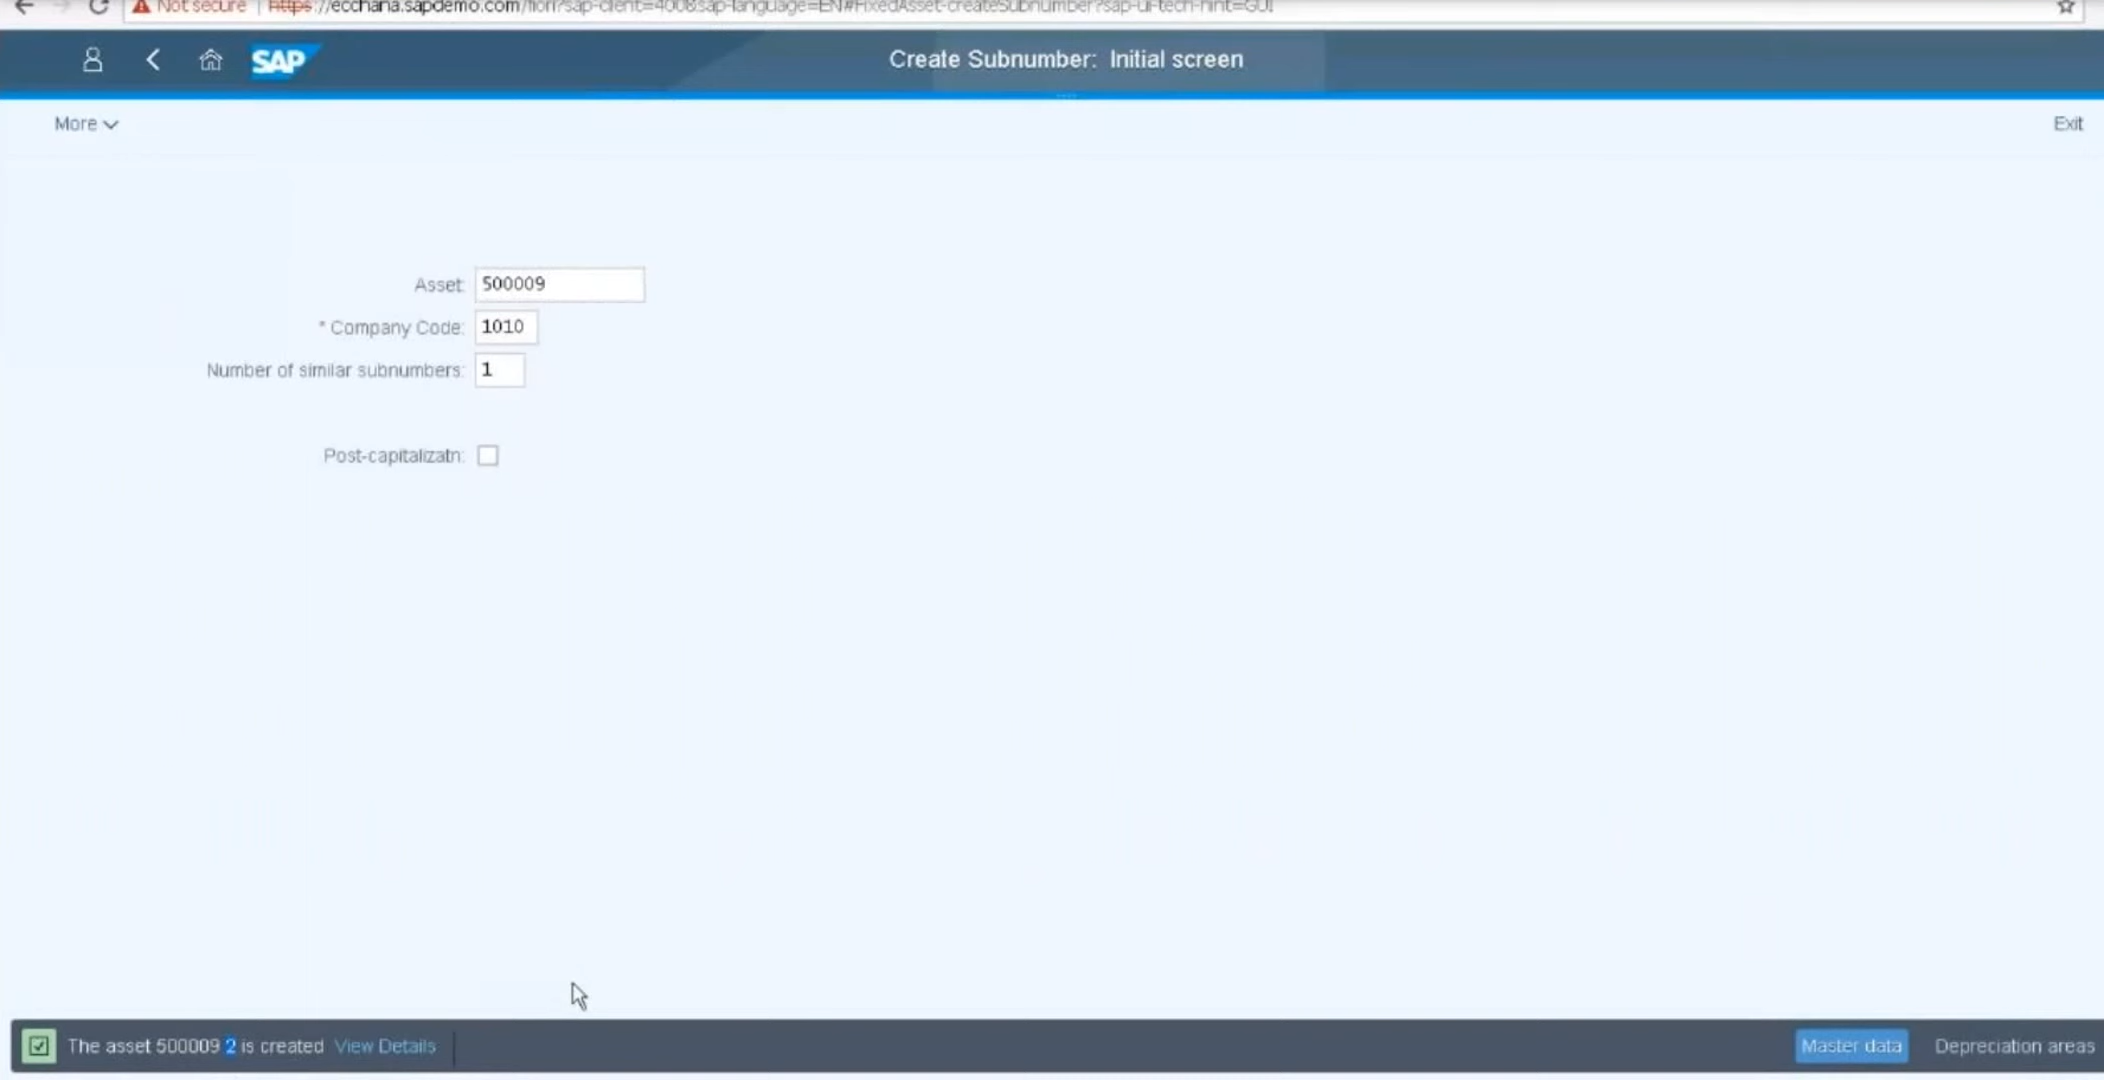 Not secure | https://ecchana.sapdemo.com/fiori?sap-client=400&sap-language=EN#FixedAsset-createSubnumber?sap-ui-tech-hint=GUI
SAP
Create Subnumber: Initial screen
More
Exit
Asset: 500009
* Company Code: 1010
Number of similar subnumbers: 1
Post-capitalizatn:
The asset 500009 2 is created View Details
Master data
Depreciation areas